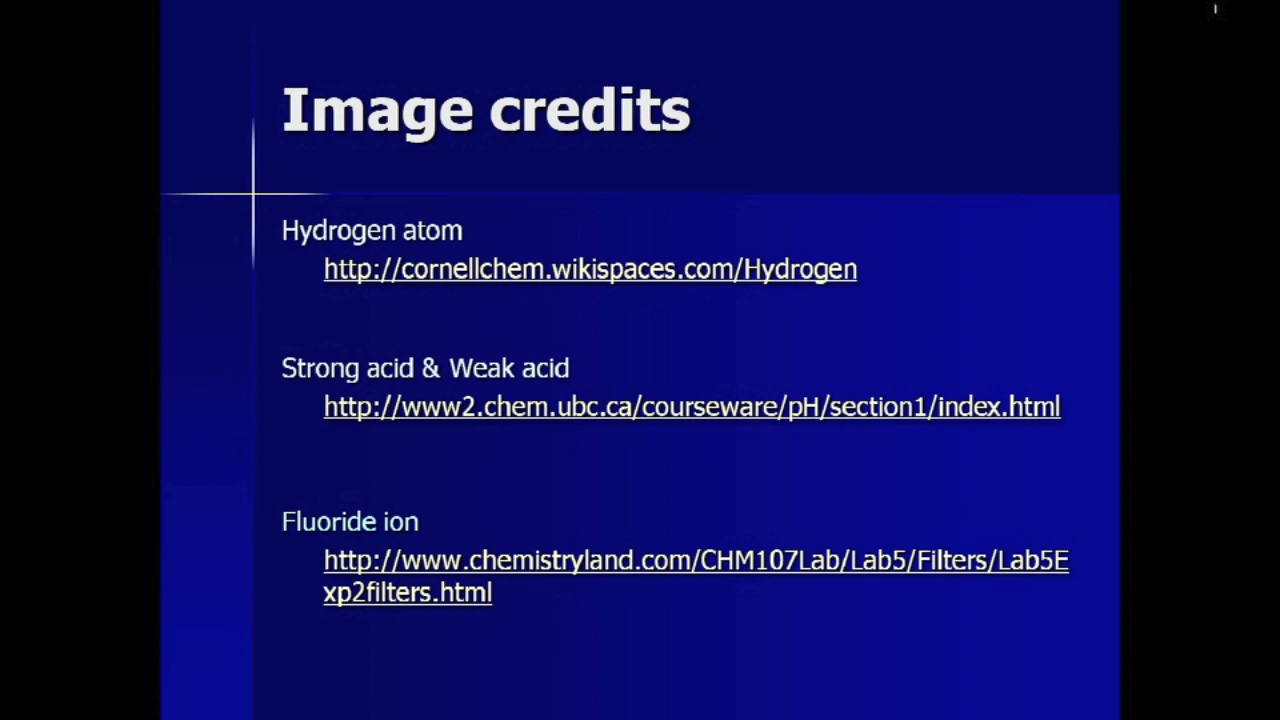 Image credits
Hydrogen atom
http://cornellchem.wikispaces.com/Hydrogen
Strong acid & Weak acid
http://www2.chem.ubc.ca/courseware/pH/section1/index.html
Fluoride ion
http://www.chemistryland.com/CHM107Lab/Lab5/Filters/Lab5E
xp2filters.html